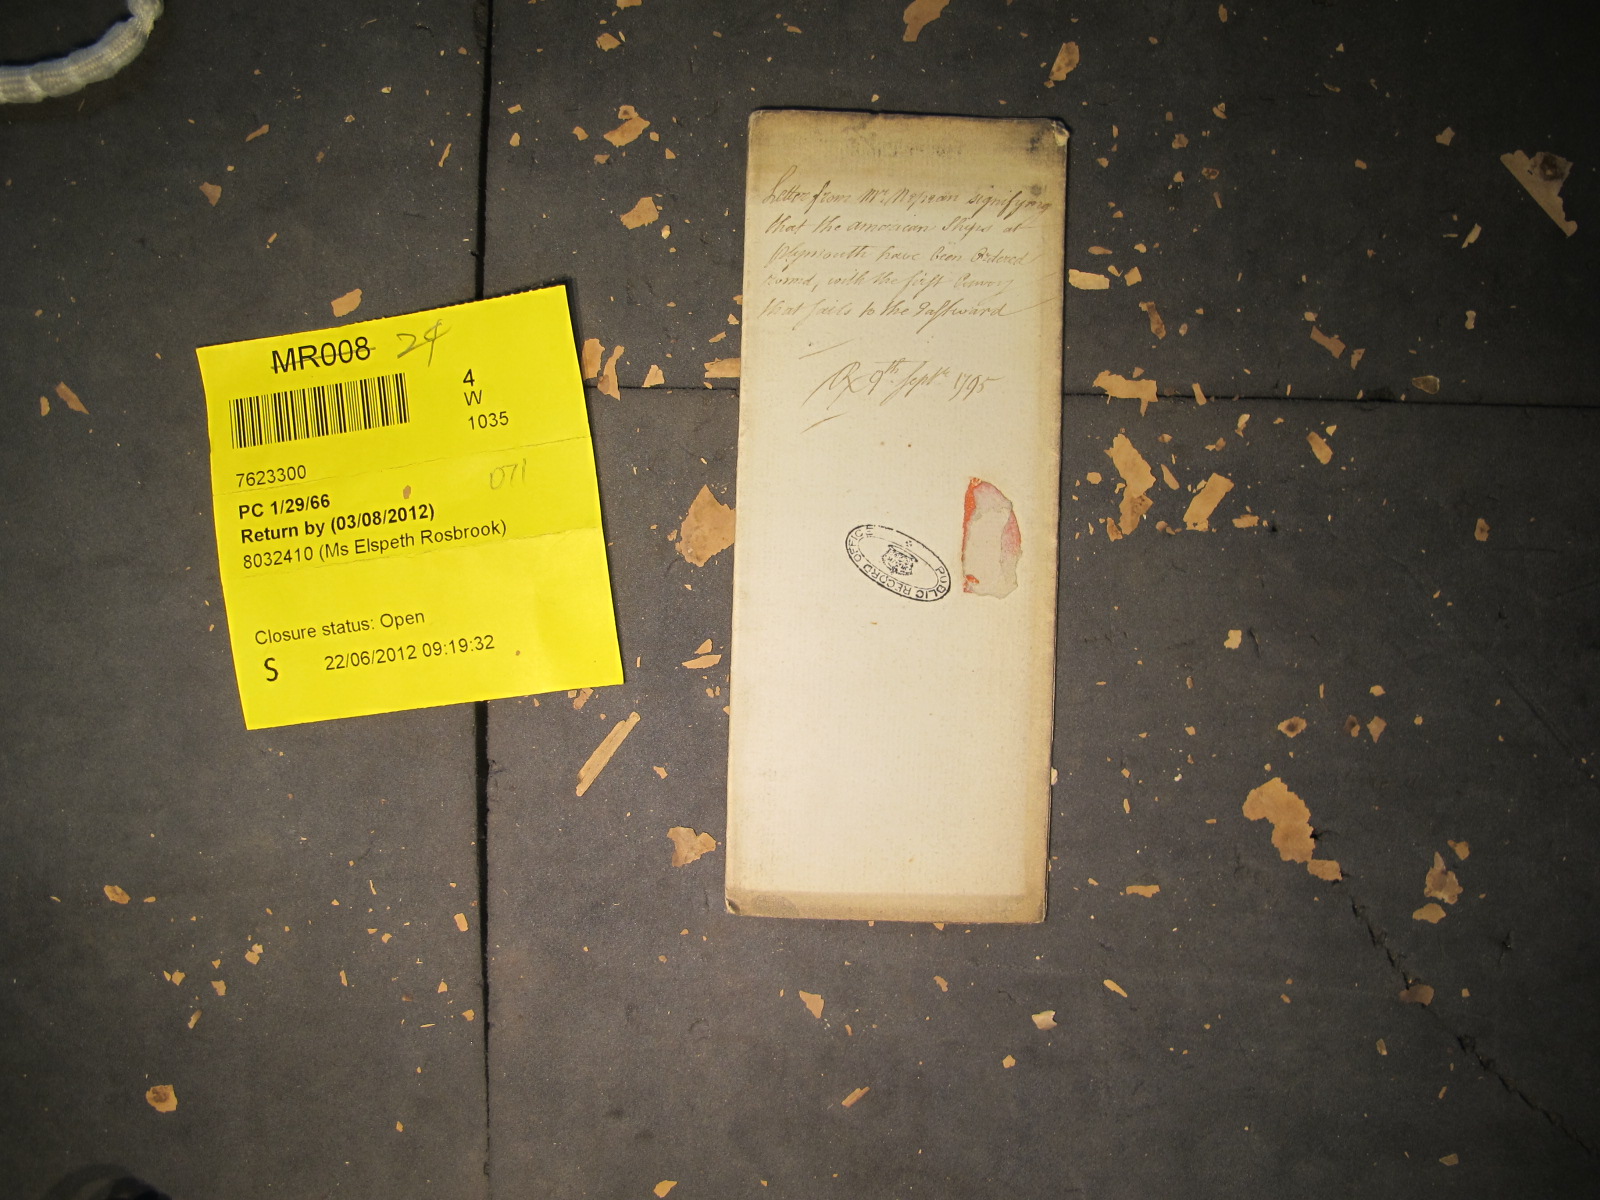 MR008 24
4
W
1035
7623300
071
PC 1/29/66
Return by (03/08/2012)
8032410 (Ms Elspeth Rosbrook)
Closure status: Open
S 22/06/2012 09:19:32
Letter from Mr. Nepean signifying
that the american Ships at
Plymouth have been Ordered
round, with the first Convoy
that sails to the Eastward
Rx 9th. Septr. 1795
PUBLIC RECORD OFFICE